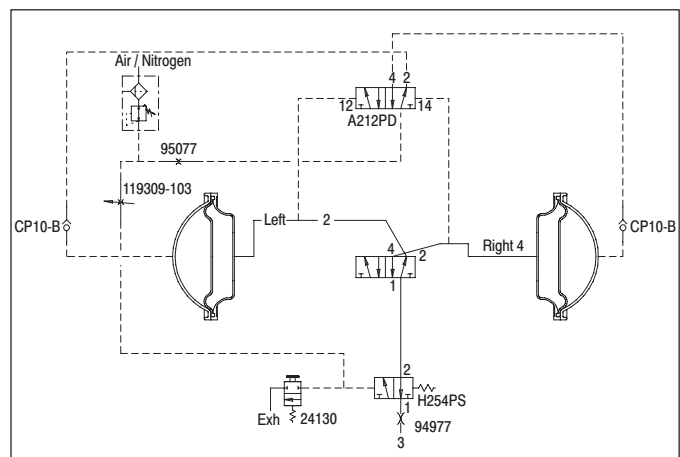 Air / Nitrogen
4 2
12 14
A212PD
95077
119309-103
CP10-B
CP10-B
Left 2
4 2
Right 4
1
2
H254PS
1
Exh 24130
94977
3